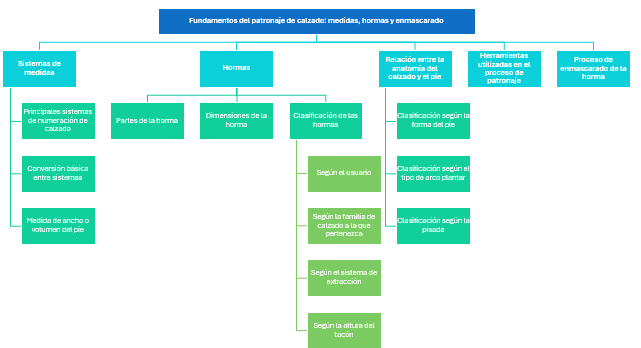 Fundamentos del patronaje de calzado: medidas, hormas y enmascarado
Sistemas de
medidas
Hormas
Relación entre la
anatomía del
calzado y el pie
Herramientas
utilizadas en el
proceso de
patronaje
Proceso de
enmascarado de la
horma
Principales sistemas
de numeración de
calzado
Conversión básica
entre sistemas
Medida de ancho o
volumen del pie
Partes de la horma
Dimensiones de la
horma
Clasificación de las
hormas
Según el usuario
Según la familia de
calzado a la que
pertenezca
Según el sistema de
extracción
Según la altura del
tacón
Clasificación según la
forma del pie
Clasificación según el
tipo de arco plantar
Clasificación según la
pisada